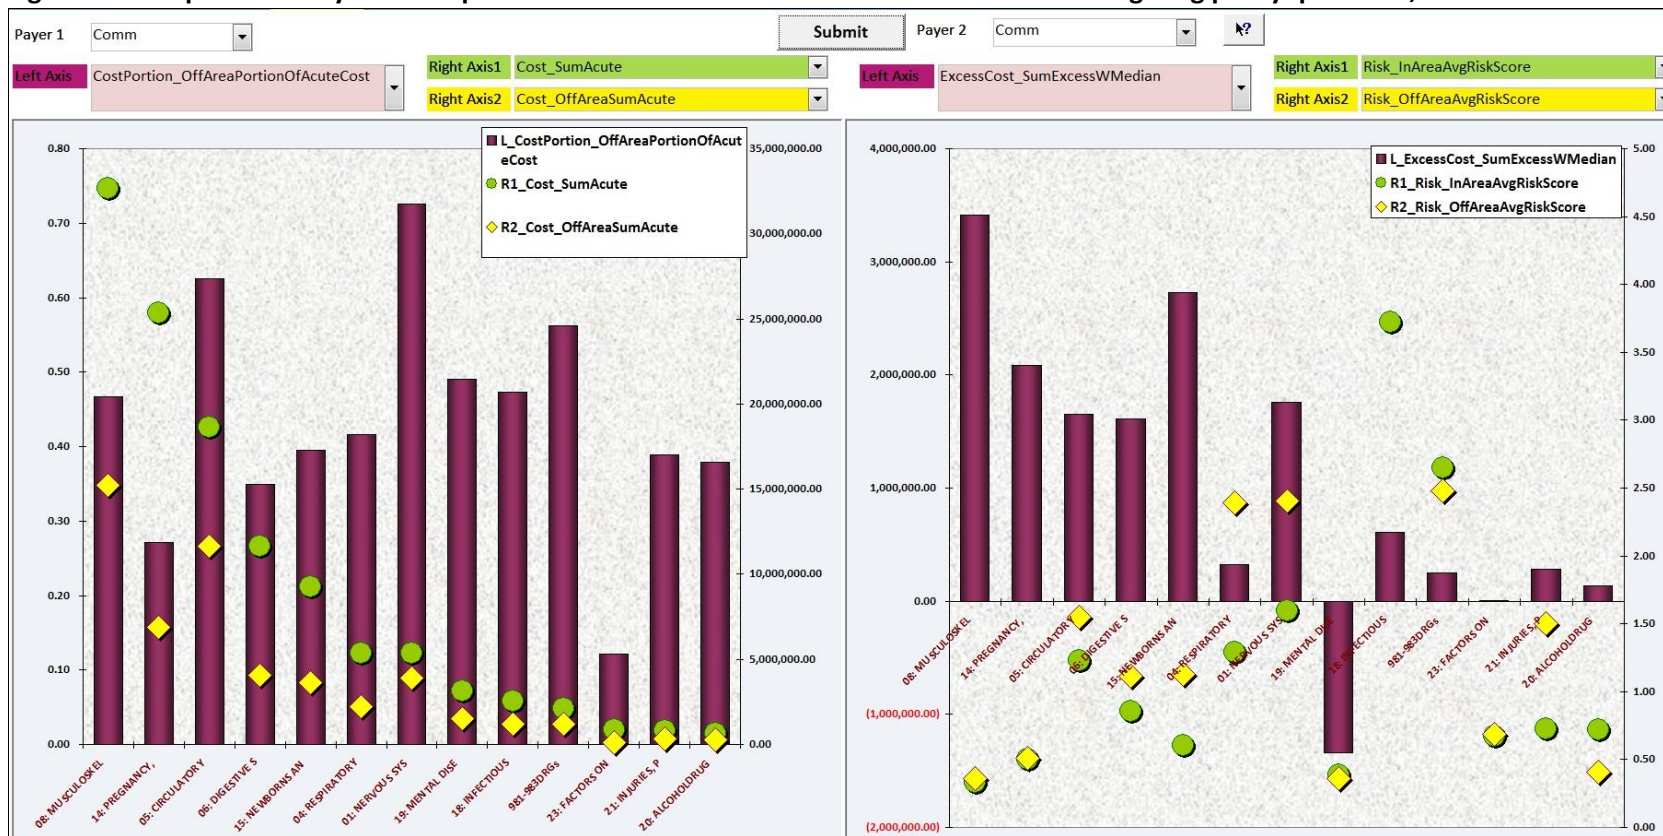 Payer 1 Comm Submit Payer 2 Comm ?
Left Axis CostPortion_OffAreaPortionOfAcuteCost Right Axis1 Cost_SumAcute Left Axis ExcessCost_SumExcessWMedian Right Axis1 Risk_InAreaAvgRiskScore
Right Axis2 Cost_OffAreaSumAcute Right Axis2 Risk_OffAreaAvgRiskScore
L_CostPortion_OffAreaPortionOfAcut
eCost
R1_Cost_SumAcute
R2_Cost_OffAreaSumAcute
0.80
0.70
0.60
0.50
0.40
0.30
0.20
0.10
0.00
35,000,000.00
30,000,000.00
25,000,000.00
20,000,000.00
15,000,000.00
10,000,000.00
5,000,000.00
0.00
08: MUSCULOSKEL
14: PREGNANCY,
05: CIRCULATORY
06: DIGESTIVE S
15: NEWBORNS AN
04: RESPIRATORY
01: NERVOUS SYS
19: MENTAL DISE
18: INFECTIOUS
981-983DRGs
23: FACTORS ON
21: INJURIES, P
20: ALCOHOLDRUG
L_ExcessCost_SumExcessWMedian
R1_Risk_InAreaAvgRiskScore
R2_Risk_OffAreaAvgRiskScore
4,000,000.00
3,000,000.00
2,000,000.00
1,000,000.00
0.00
(1,000,000.00)
(2,000,000.00)
5.00
4.50
4.00
3.50
3.00
2.50
2.00
1.50
1.00
0.50
0.00
08: MUSCULOSKEL
14: PREGNANCY,
05: CIRCULATORY
06: DIGESTIVE S
15: NEWBORNS AN
04: RESPIRATORY
01: NERVOUS SYS
19: MENTAL DISE
18: INFECTIOUS
981-983DRGs
23: FACTORS ON
21: INJURIES, P
20: ALCOHOLDRUG